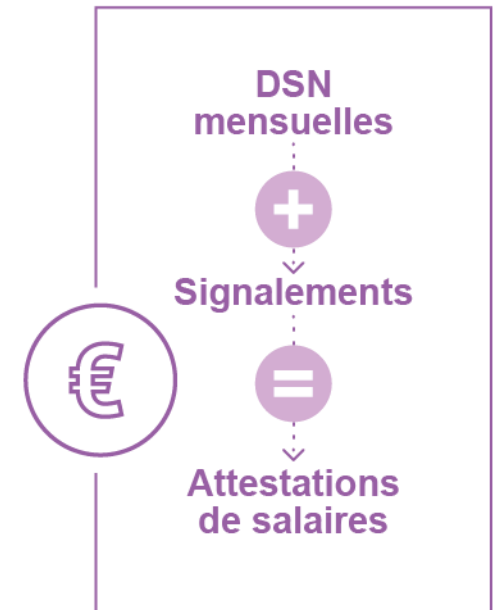 DSN
mensuelles
+
Signalements
=
Attestations
de salaires
€